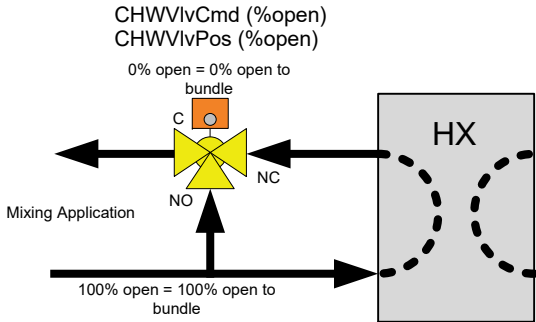 CHWVlvCmd (%open)
CHWVlvPos (%open)
0% open = 0% open to
bundle
C
HX
NC
NO
Mixing Application
100% open = 100% open to
bundle